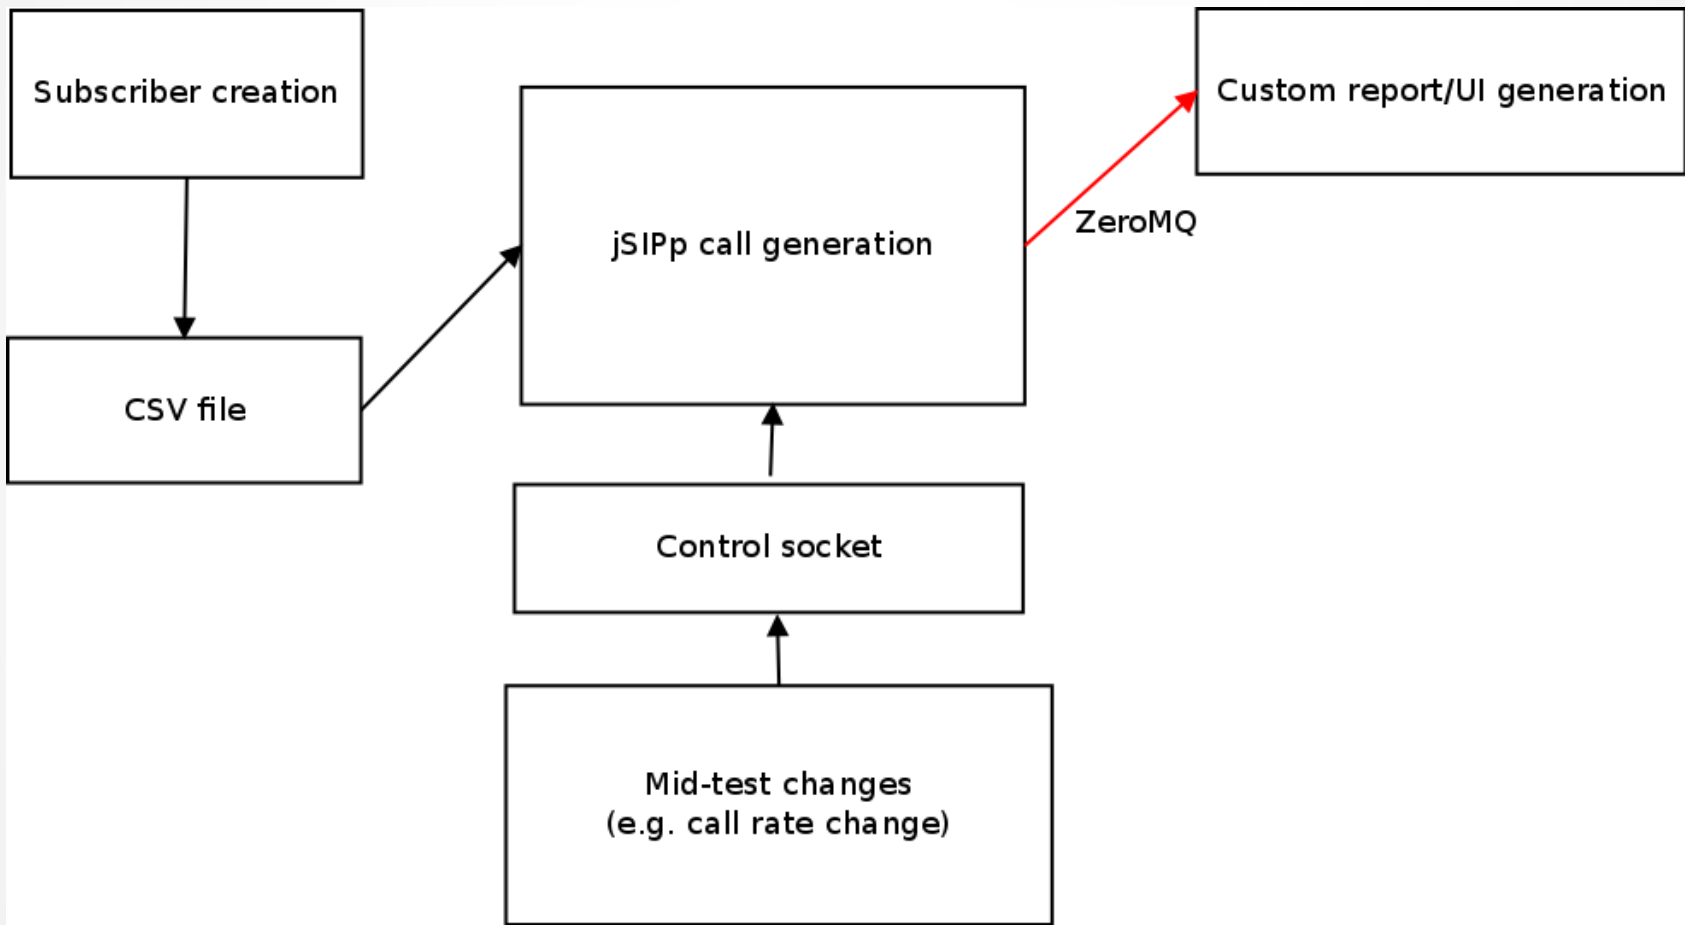 Subscriber creation
Custom report/UI generation
ZeroMQ
jSIPp call generation
CSV file
Control socket
Mid-test changes
(e.g. call rate change)